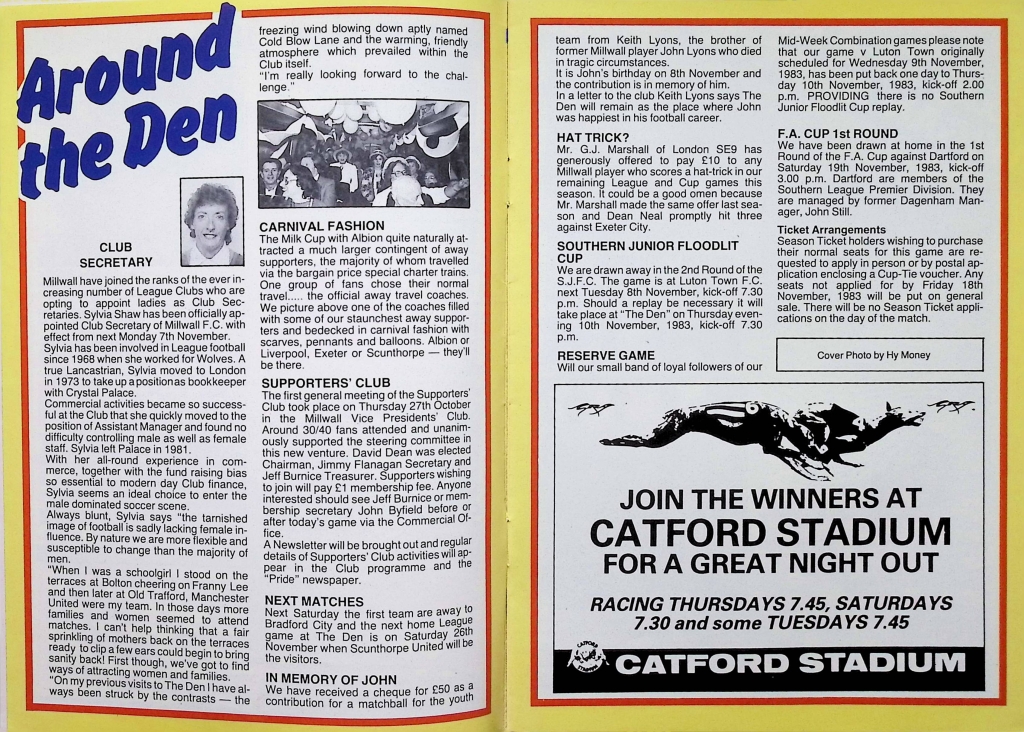 Around
the Den
CLUB
SECRETARY
Millwall have joined the ranks of the ever in-
creasing number of League Clubs who are
opting to appoint ladies as Club Sec-
retaries. Sylvia Shaw has been officially ap-
pointed Club Secretary of Millwall F.C. with
effect from next Monday 7th November.
Sylvia has been involved in League football
since 1968 when she worked for Wolves. A
true Lancastrian, Sylvia moved to London
in 1973 to take up a position as bookkeeper
with Crystal Palace.
Commercial activities became so success-
ful at the Club that she quickly moved to the
position of Assistant Manager and found no
difficulty controlling male as well as female
staff. Sylvia left Palace in 1981.
With her all-round experience in com-
merce, together with the fund raising bias
so essential to modern day Club finance,
Sylvia seems an ideal choice to enter the
male dominated soccer scene.
Always blunt, Sylvia says “the tarnished
image of football is sadly lacking female in-
fluence. By nature we are more flexible and
susceptible to change than the majority of
men.
“When I was a schoolgirl I stood on the
terraces at Bolton cheering on Franny Lee
and then later at Old Trafford, Manchester
United were my team. In those days more
families and women seemed to attend
matches. I can't help thinking that a fair
sprinkling of mothers back on the terraces
ready to clip a few ears could begin to bring
sanity back! First though, we've got to find
ways of attracting women and families.
“On my previous visits to The Den I have al-
ways been struck by the contrasts — the
freezing wind blowing down aptly named
Cold Blow Lane and the warming, friendly
atmosphere which prevailed within the
Club itself.
“I'm really looking forward to the chal-
lenge.”
CARNIVAL FASHION
The Milk Cup with Albion quite naturally at-
tracted a much larger contingent of away
supporters, the majority of whom travelled
via the bargain price special charter trains.
One group of fans chose their normal
travel..... the official away travel coaches.
We picture above one of the coaches filled
with some of our staunchest away suppor-
ters and bedecked in carnival fashion with
scarves, pennants and balloons. Albion or
Liverpool, Exeter or Scunthorpe — they'll
be there.
SUPPORTERS' CLUB
The first general meeting of the Supporters'
Club took place on Thursday 27th October
in the Millwall Vice Presidents' Club.
Around 30/40 fans attended and unanim-
ously supported the steering committee in
this new venture. David Dean was elected
Chairman, Jimmy Flanagan Secretary and
Jeff Burnice Treasurer. Supporters wishing
to join will pay £1 membership fee. Anyone
interested should see Jeff Burnice or mem-
bership secretary John Byfield before or
after today's game via the Commercial Of-
fice.
A Newsletter will be brought out and regular
details of Supporters' Club activities will ap-
pear in the Club programme and the
“Pride” newspaper.
NEXT MATCHES
Next Saturday the first team are away to
Bradford City and the next home League
game at The Den is on Saturday 26th
November when Scunthorpe United will be
the visitors.
IN MEMORY OF JOHN
We have received a cheque for £50 as a
contribution for a matchball for the youth
team from Keith Lyons, the brother of
former Millwall player John Lyons who died
in tragic circumstances.
It is John's birthday on 8th November and
the contribution is in memory of him.
In a letter to the club Keith Lyons says The
Den will remain as the place where John
was happiest in his football career.
HAT TRICK?
Mr. G.J. Marshall of London SE9 has
generously offered to pay £10 to any
Millwall player who scores a hat-trick in our
remaining League and Cup games this
season. It could be a good omen because
Mr. Marshall made the same offer last sea-
son and Dean Neal promptly hit three
against Exeter City.
SOUTHERN JUNIOR FLOODLIT
CUP
We are drawn away in the 2nd Round of the
S.J.F.C. The game is at Luton Town F.C.
next Tuesday 8th November, kick-off 7.30
p.m. Should a replay be necessary it will
take place at “The Den” on Thursday even-
ing 10th November, 1983, kick-off 7.30
p.m.
RESERVE GAME
Will our small band of loyal followers of our
Mid-Week Combination games please note
that our game v Luton Town originally
scheduled for Wednesday 9th November,
1983, has been put back one day to Thurs-
day 10th November, 1983, kick-off 2.00
p.m. PROVIDING there is no Southern
Junior Floodlit Cup replay.
F.A. CUP 1st ROUND
We have been drawn at home in the 1st
Round of the F.A. Cup against Dartford on
Saturday 19th November, 1983, kick-off
3.00 p.m. Dartford are members of the
Southern League Premier Division. They
are managed by former Dagenham Man-
ager, John Still.
Ticket Arrangements
Season Ticket holders wishing to purchase
their normal seats for this game are re-
quested to apply in person or by postal ap-
plication enclosing a Cup-Tie voucher. Any
seats not applied for by Friday 18th
November, 1983 will be put on general
sale. There will be no Season Ticket appli-
cations on the day of the match.
Cover Photo by Hy Money
JOIN THE WINNERS AT
CATFORD STADIUM
FOR A GREAT NIGHT OUT
RACING THURSDAYS 7.45, SATURDAYS
7.30 and some TUESDAYS 7.45
CATFORD
STADIUM
CATFORD STADIUM